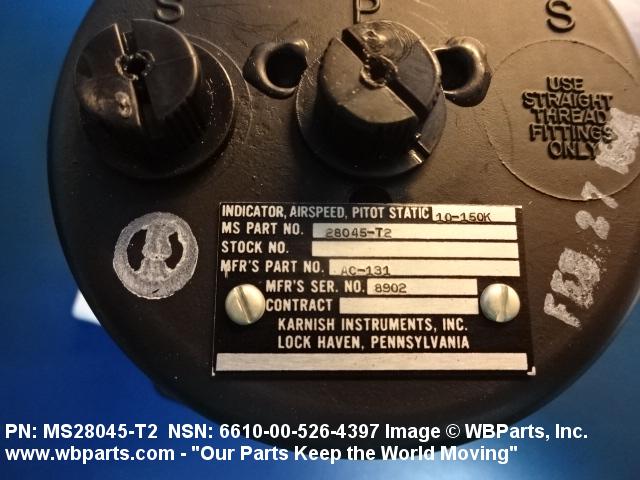 S P S
USE
STRAIGHT
THREAD
FITTINGS
ONLY
INDICATOR, AIRSPEED, PITOT STATIC 10-150K
MS PART NO. 28045-T2
STOCK NO.
MFR'S PART NO. AC-131
MFR'S SER. NO. 8902
CONTRACT
KARNISH INSTRUMENTS, INC.
LOCK HAVEN, PENNSYLVANIA
FEB 87
PN: MS28045-T2 NSN: 6610-00-526-4397 Image © WBParts, Inc.
www.wbparts.com - "Our Parts Keep the World Moving"